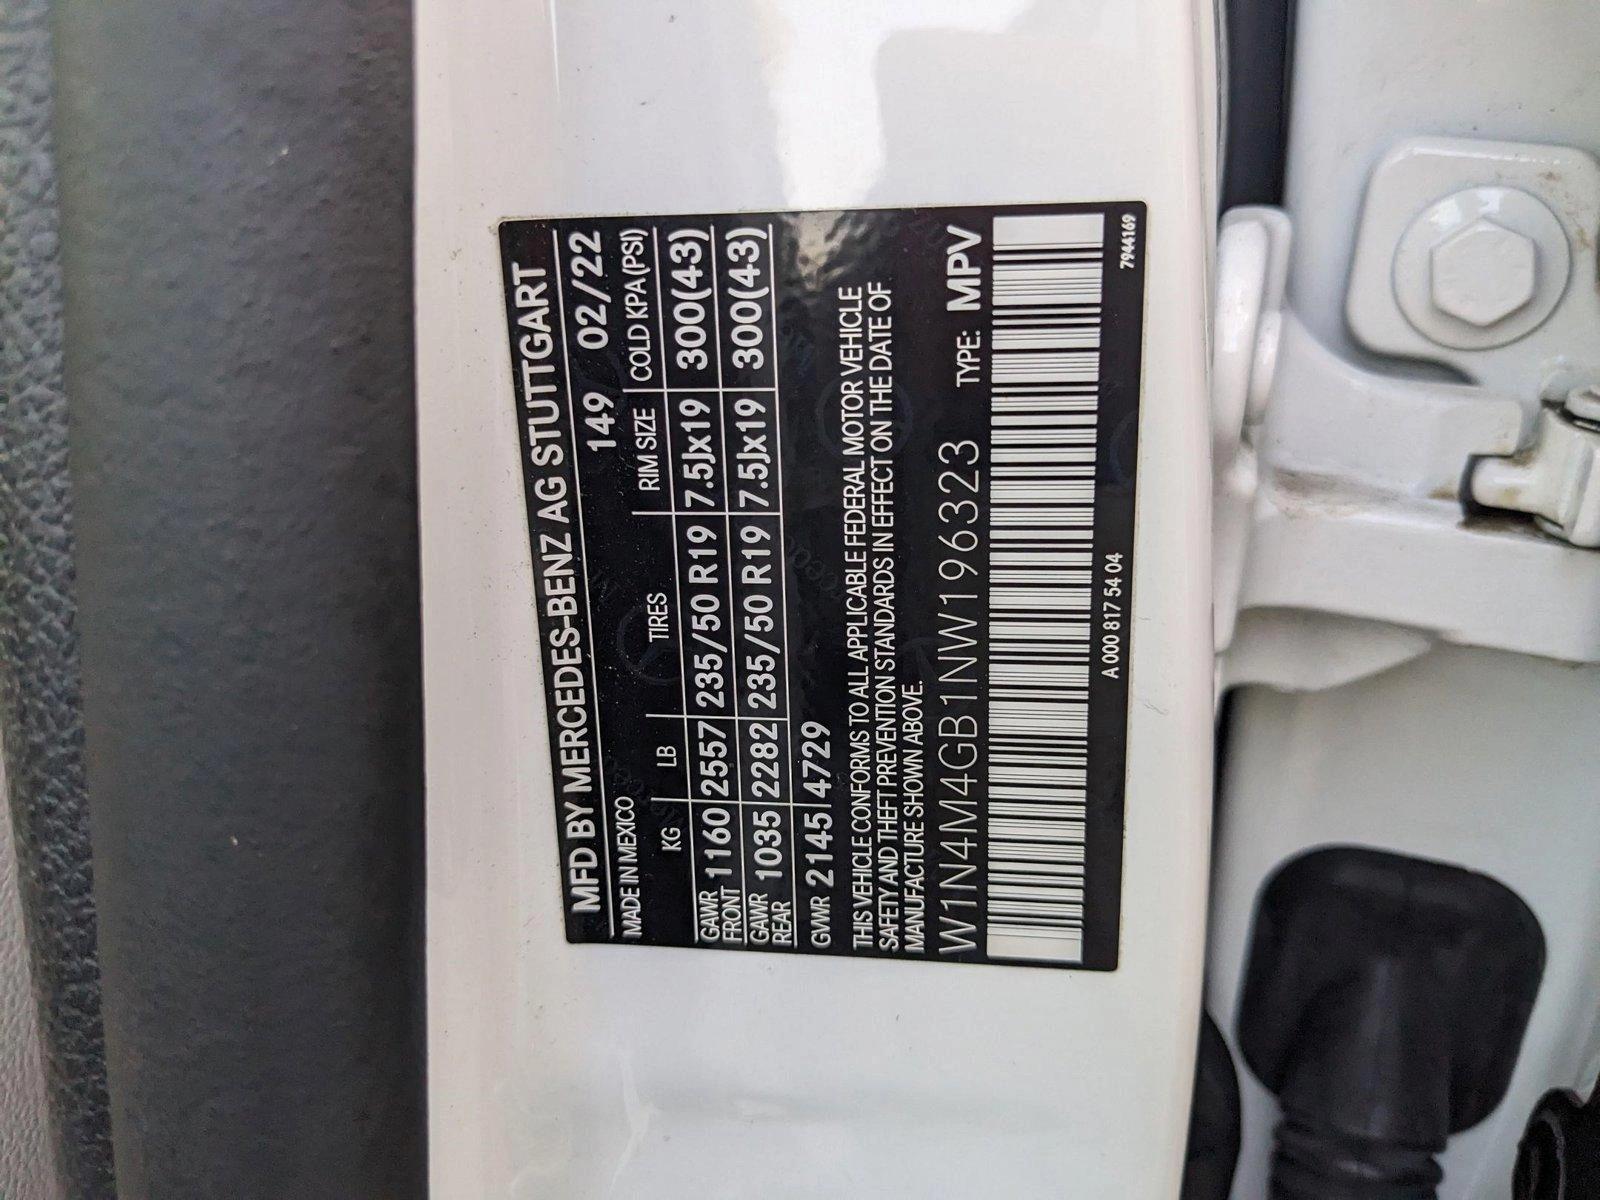 MFD BY MERCEDES-BENZ AG STUTTGART
MADE IN MEXICO 149 02/22
KG LB TIRES RIM SIZE COLD KPA(PSI)
GAWR FRONT 1160 2557 235/50 R19 7.5Jx19 300(43)
GAWR REAR 1035 2282 235/50 R19 7.5Jx19 300(43)
GVWR 2145 4729
THIS VEHICLE CONFORMS TO ALL APPLICABLE FEDERAL MOTOR VEHICLE
SAFETY AND THEFT PREVENTION STANDARDS IN EFFECT ON THE DATE OF
MANUFACTURE SHOWN ABOVE.
W1N4M4GB1NW196323 TYPE: MPV
A 000 817 54 04 7944169